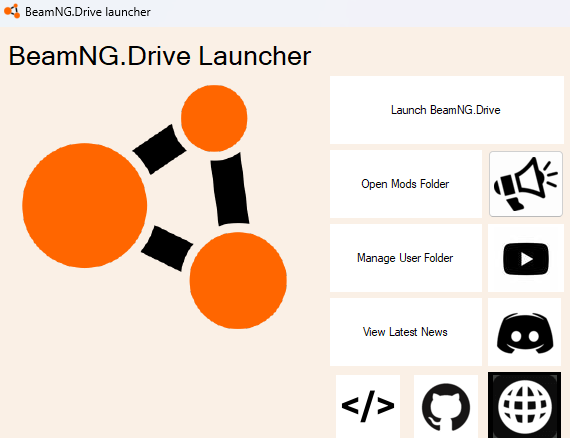 BeamNG.Drive launcher
BeamNG.Drive Launcher
Launch BeamNG.Drive
Open Mods Folder
Manage User Folder
View Latest News
</>